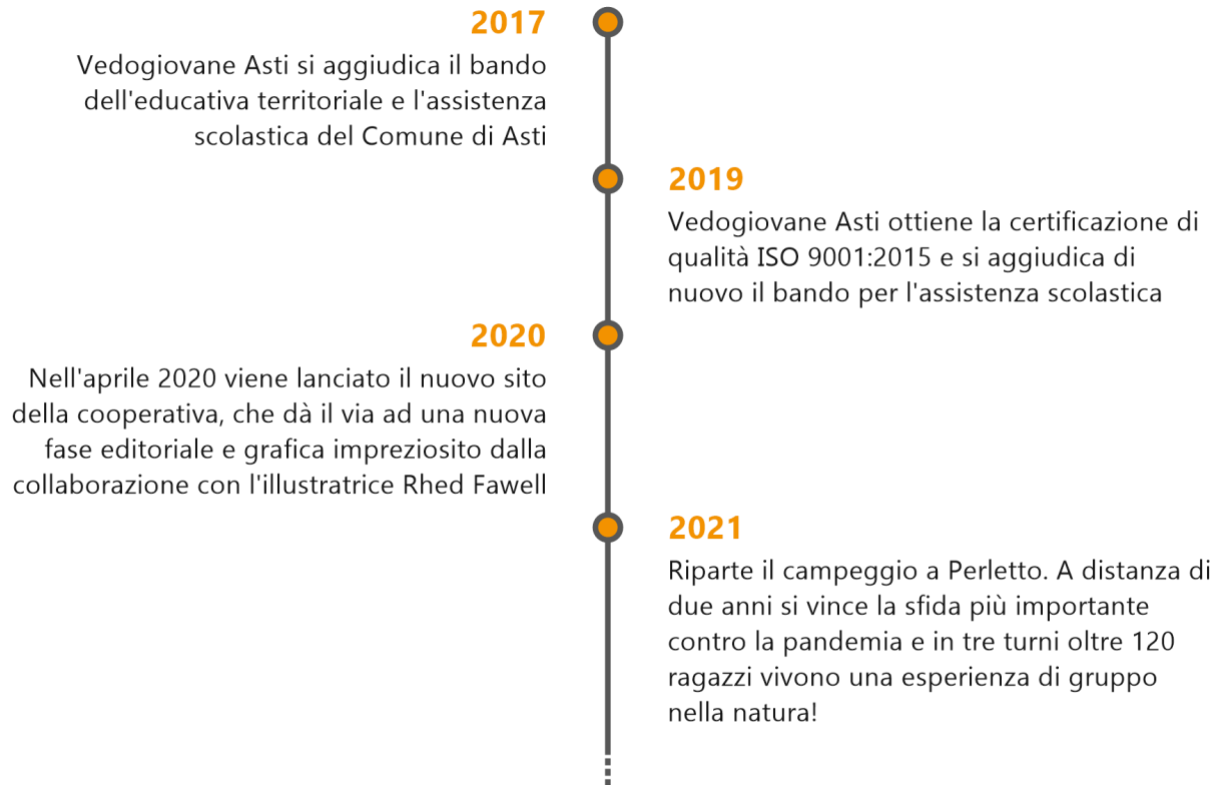 2017
Vedogiovane Asti si aggiudica il bando
dell'educativa territoriale e l'assistenza
scolastica del Comune di Asti
2019
Vedogiovane Asti ottiene la certificazione di
qualità ISO 9001:2015 e si aggiudica di
nuovo il bando per l'assistenza scolastica
2020
Nell'aprile 2020 viene lanciato il nuovo sito
della cooperativa, che dà il via ad una nuova
fase editoriale e grafica impreziosito dalla
collaborazione con l'illustratrice Rhed Fawell
2021
Riparte il campeggio a Perletto. A distanza di
due anni si vince la sfida più importante
contro la pandemia e in tre turni oltre 120
ragazzi vivono una esperienza di gruppo
nella natura!